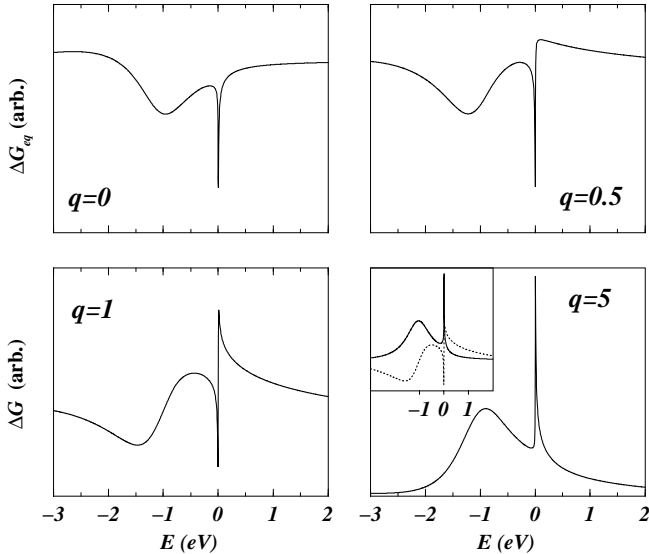 ΔG_eq (arb.)
q=0
q=0.5
ΔG (arb.)
q=1
q=5
−1 0 1
−3 −2 −1 0 1 2
−3 −2 −1 0 1 2
E (eV)
E (eV)